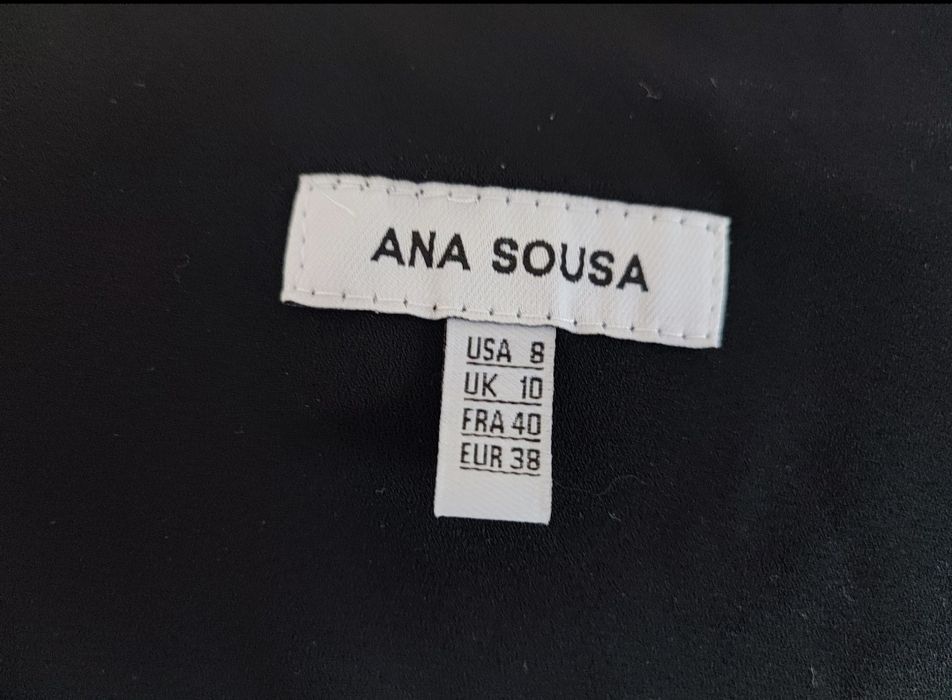 ANA SOUSA
USA 8
UK 10
FRA 40
EUR 38